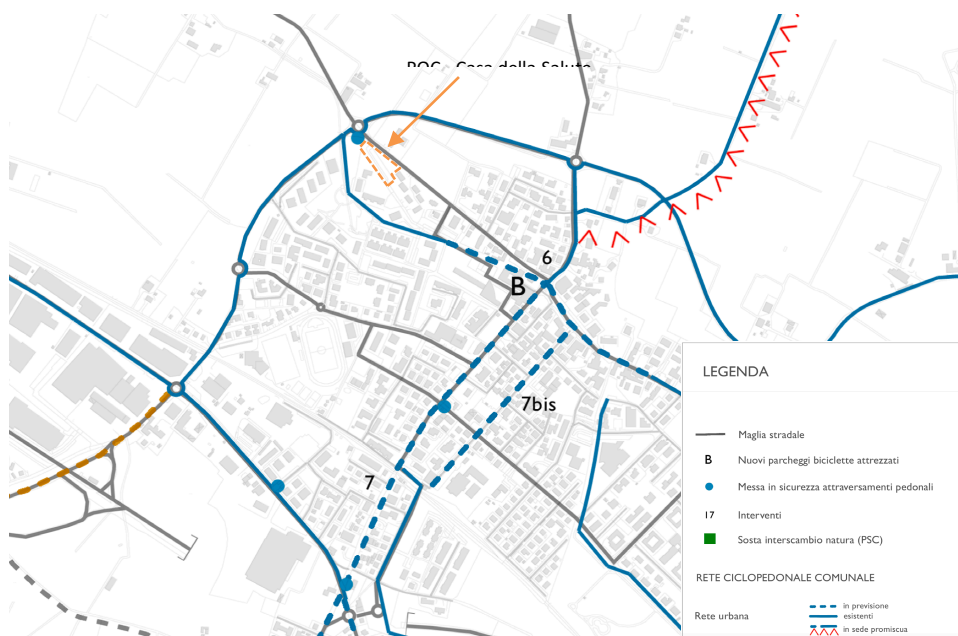 POC - Casa della Salute
6
B
7bis
7
LEGENDA
Maglia stradale
B Nuovi parcheggi biciclette attrezzati
Messa in sicurezza attraversamenti pedonali
17 Interventi
Sosta interscambio natura (PSC)
RETE CICLOPEDONALE COMUNALE
in previsione
Rete urbana esistenti
in sede promiscua